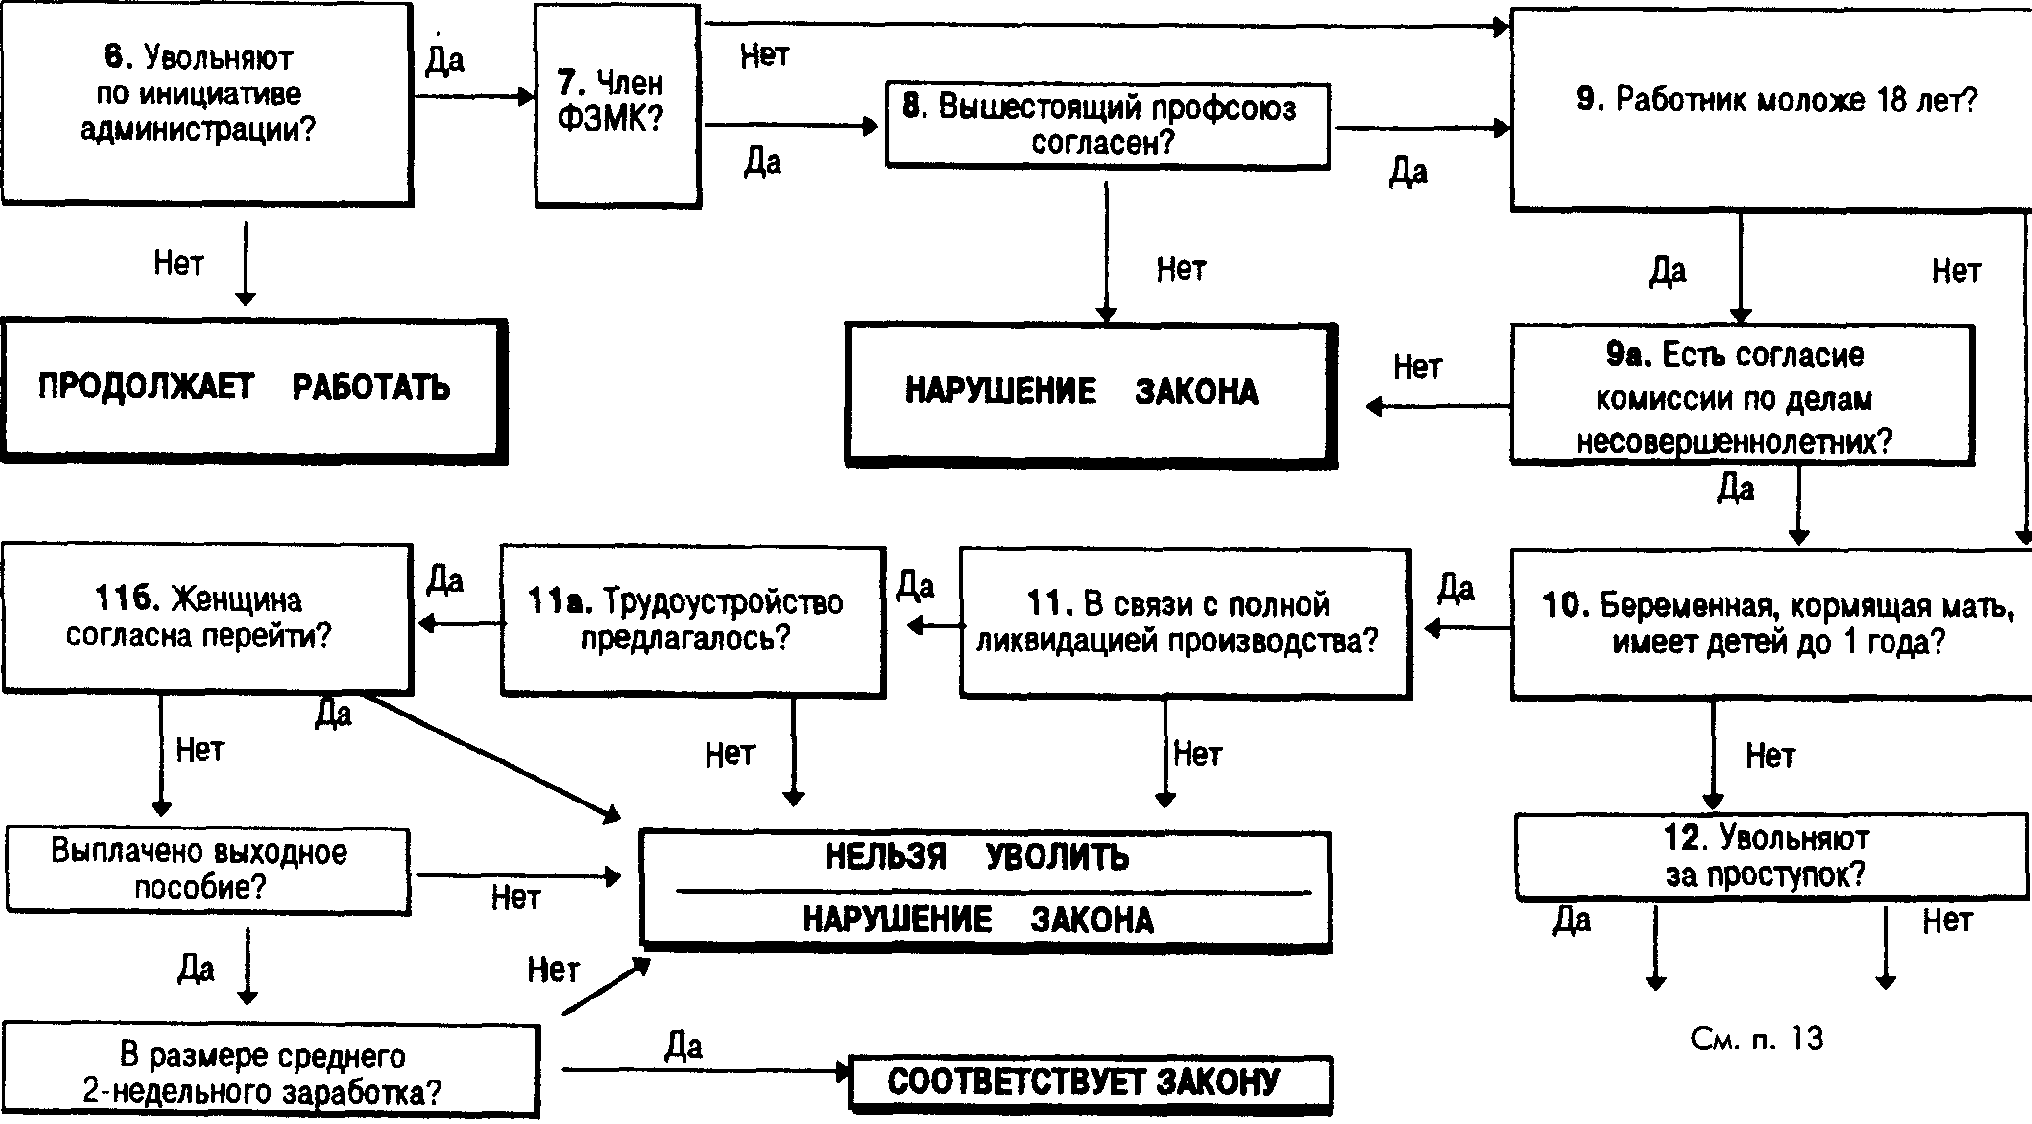 6. Увольняют
по инициативе
администрации?
Да
7. Член
ФЗМК?
Нет
Да
8. Вышестоящий профсоюз
согласен?
Да
9. Работник моложе 18 лет?
Нет
Нет
Да
Нет
ПРОДОЛЖАЕТ РАБОТАТЬ
НАРУШЕНИЕ ЗАКОНА
Нет
9а. Есть согласие
комиссии по делам
несовершеннолетних?
Да
11б. Женщина
согласна перейти?
Да
11а. Трудоустройство
предлагалось?
Да
11. В связи с полной
ликвидацией производства?
Да
10. Беременная, кормящая мать,
имеет детей до 1 года?
Да
Нет
Нет
Нет
Нет
Выплачено выходное
пособие?
Нет
НЕЛЬЗЯ УВОЛИТЬ
НАРУШЕНИЕ ЗАКОНА
12. Увольняют
за проступок?
Да
Нет
Да
Нет
В размере среднего
2-недельного заработка?
Да
СООТВЕТСТВУЕТ ЗАКОНУ
См. п. 13